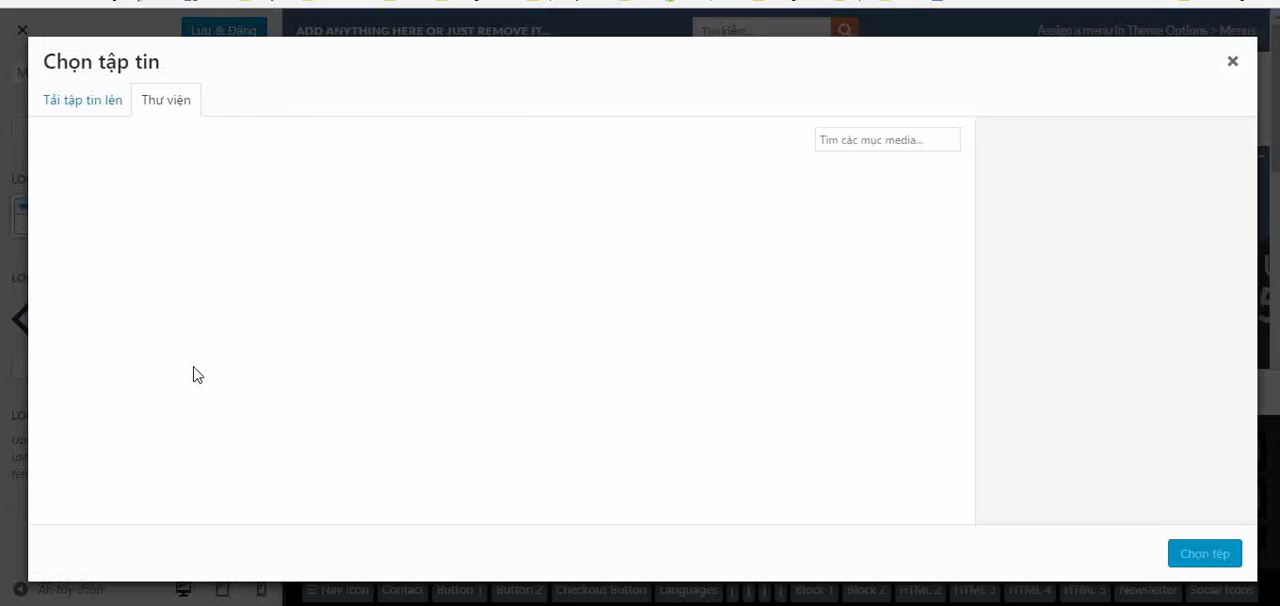 Lưu & Đăng
ADD ANYTHING HERE OR JUST REMOVE IT...
Tìm kiếm...
Assign a menu in Theme Options > Menus
Chọn tập tin
Tải tập tin lên
Thư viện
Tìm các mục media...
Chọn tệp
Ẩn tùy chọn
Nav Icon
Contact
Button 1
Button 2
Checkout Button
Languages
|
|
|
|
Block 1
Block 2
HTML 2
HTML 3
HTML 4
HTML 5
Newsletter
Social Icons